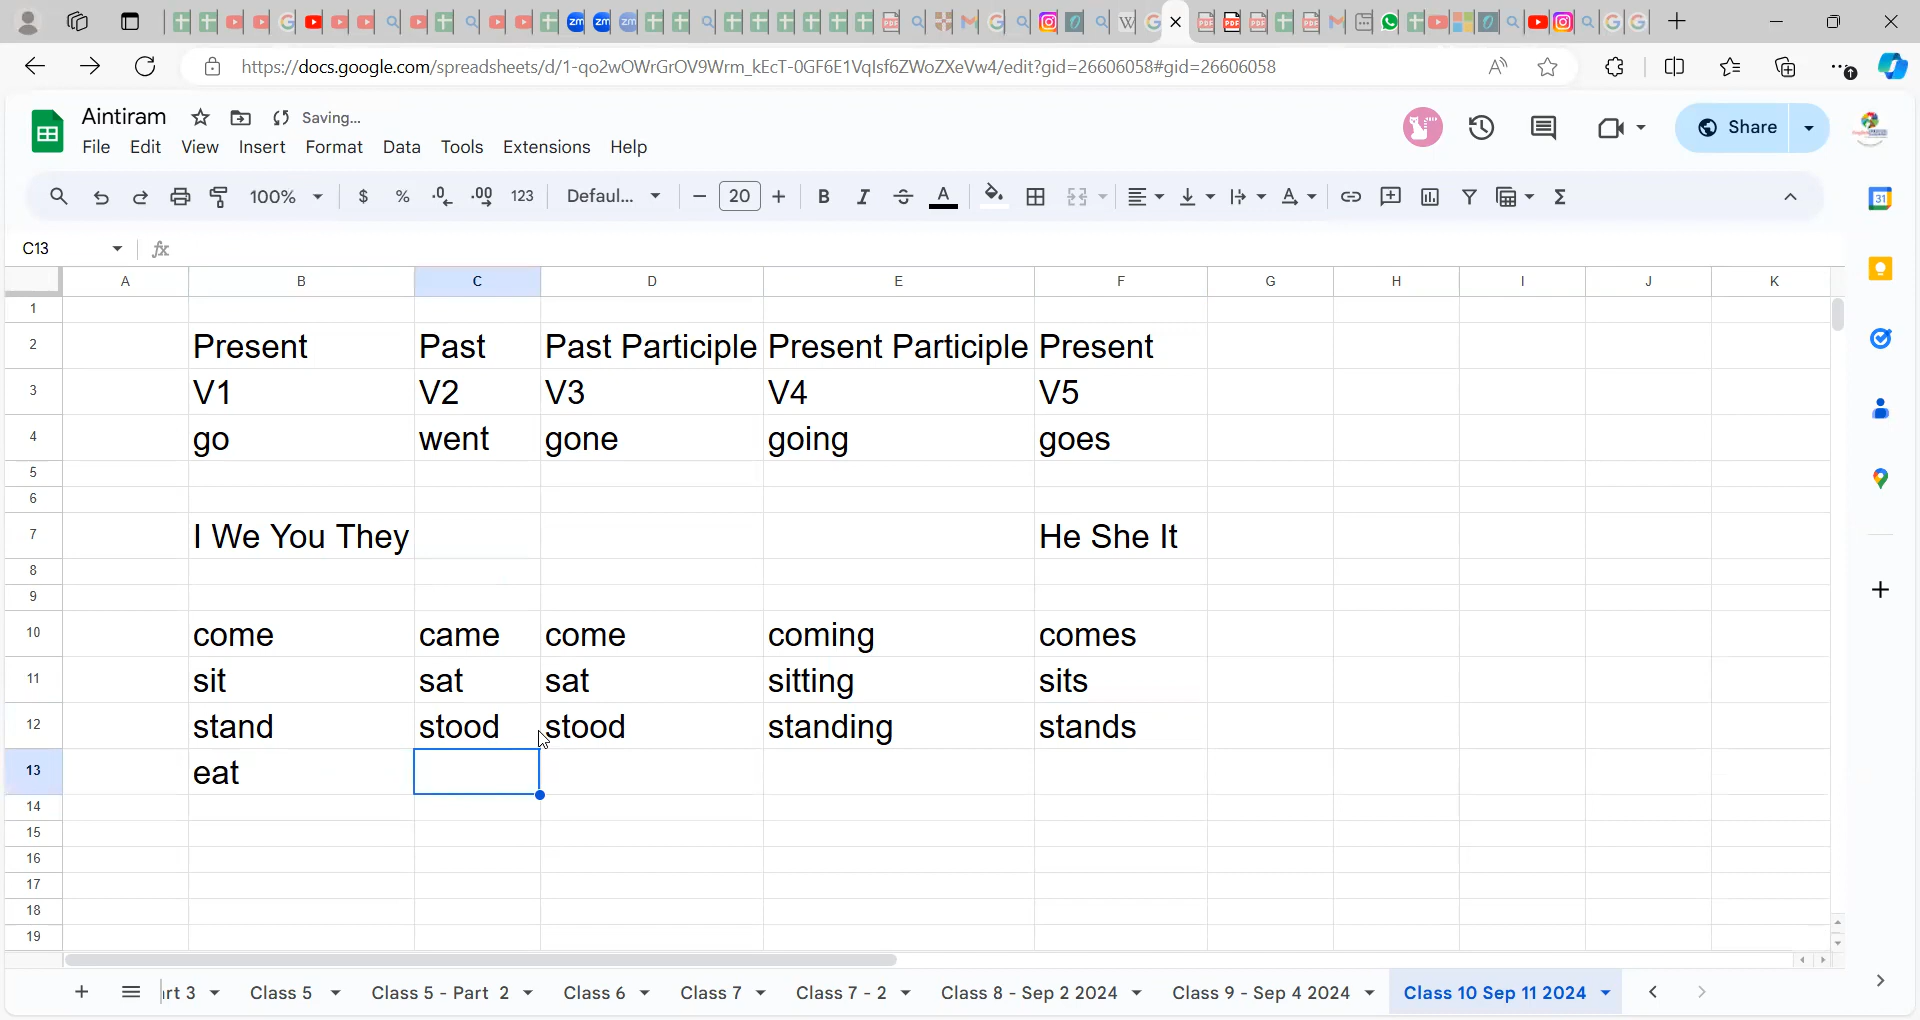 https://docs.google.com/spreadsheets/d/1-qo2wOWrGrOV9Wrm_kEcT-0GF6E1VqIsf6ZWoZXeVw4/edit?gid=26606058#gid=26606058
Aintiram Saving...
File Edit View Insert Format Data Tools Extensions Help
Share
100% $ % .0 .00 123 Defaul... 20 B I A
C13 fx
A B C D E F G H I J K
1
2 Present Past Past Participle Present Participle Present
3 V1 V2 V3 V4 V5
4 go went gone going goes
5
6
7 I We You They He She It
8
9
10 come came come coming comes
11 sit sat sat sitting sits
12 stand stood stood standing stands
13 eat
14
15
16
17
18
19
irt 3 Class 5 Class 5 - Part 2 Class 6 Class 7 Class 7 - 2 Class 8 - Sep 2 2024 Class 9 - Sep 4 2024 Class 10 Sep 11 2024